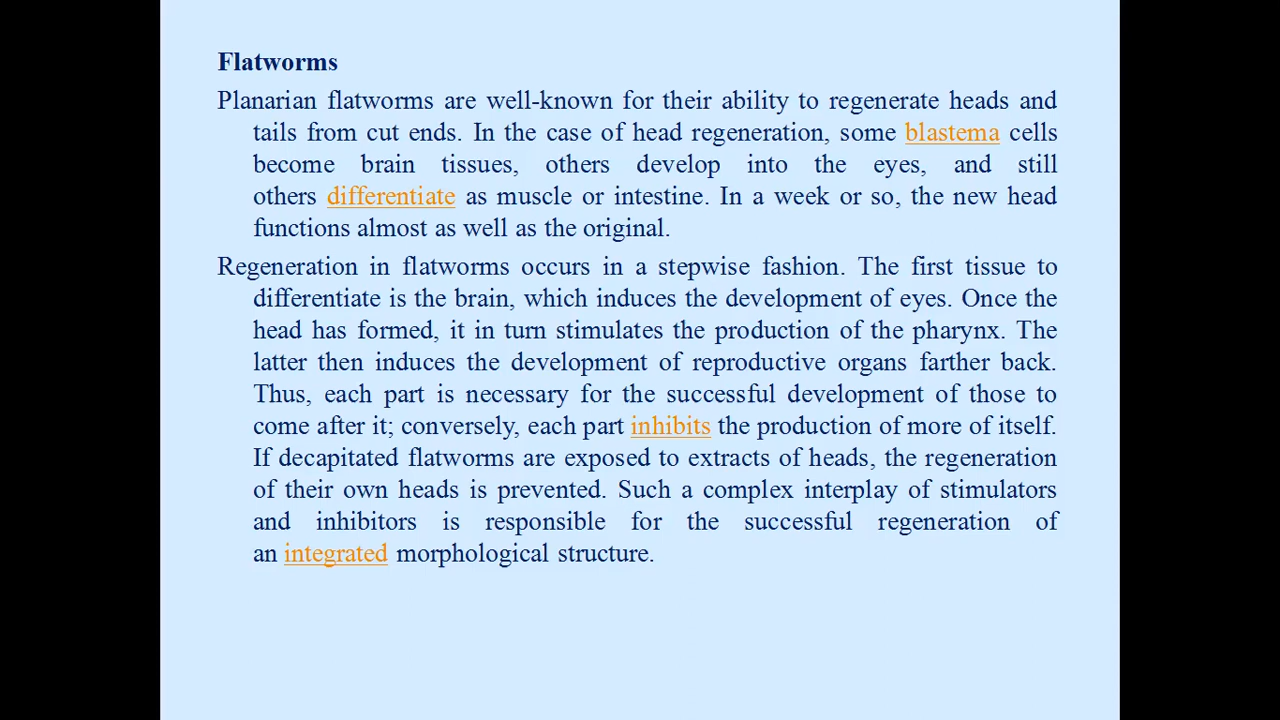 Flatworms
Planarian flatworms are well-known for their ability to regenerate heads and
tails from cut ends. In the case of head regeneration, some blastema cells
become brain tissues, others develop into the eyes, and still
others differentiate as muscle or intestine. In a week or so, the new head
functions almost as well as the original.
Regeneration in flatworms occurs in a stepwise fashion. The first tissue to
differentiate is the brain, which induces the development of eyes. Once the
head has formed, it in turn stimulates the production of the pharynx. The
latter then induces the development of reproductive organs farther back.
Thus, each part is necessary for the successful development of those to
come after it; conversely, each part inhibits the production of more of itself.
If decapitated flatworms are exposed to extracts of heads, the regeneration
of their own heads is prevented. Such a complex interplay of stimulators
and inhibitors is responsible for the successful regeneration of
an integrated morphological structure.